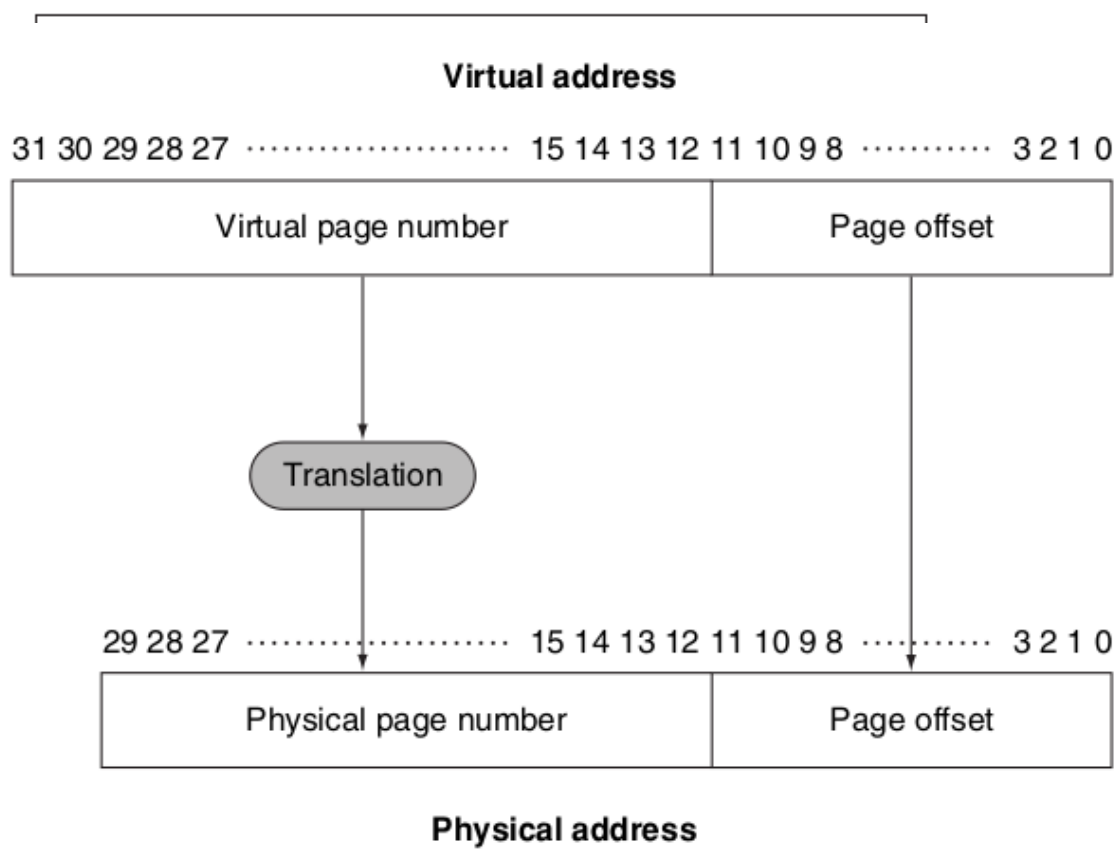 Virtual address
31 30 29 28 27 ...................... 15 14 13 12 11 10 9 8 ........... 3 2 1 0
Virtual page number Page offset
Translation
29 28 27 ...................... 15 14 13 12 11 10 9 8 ........... 3 2 1 0
Physical page number Page offset
Physical address